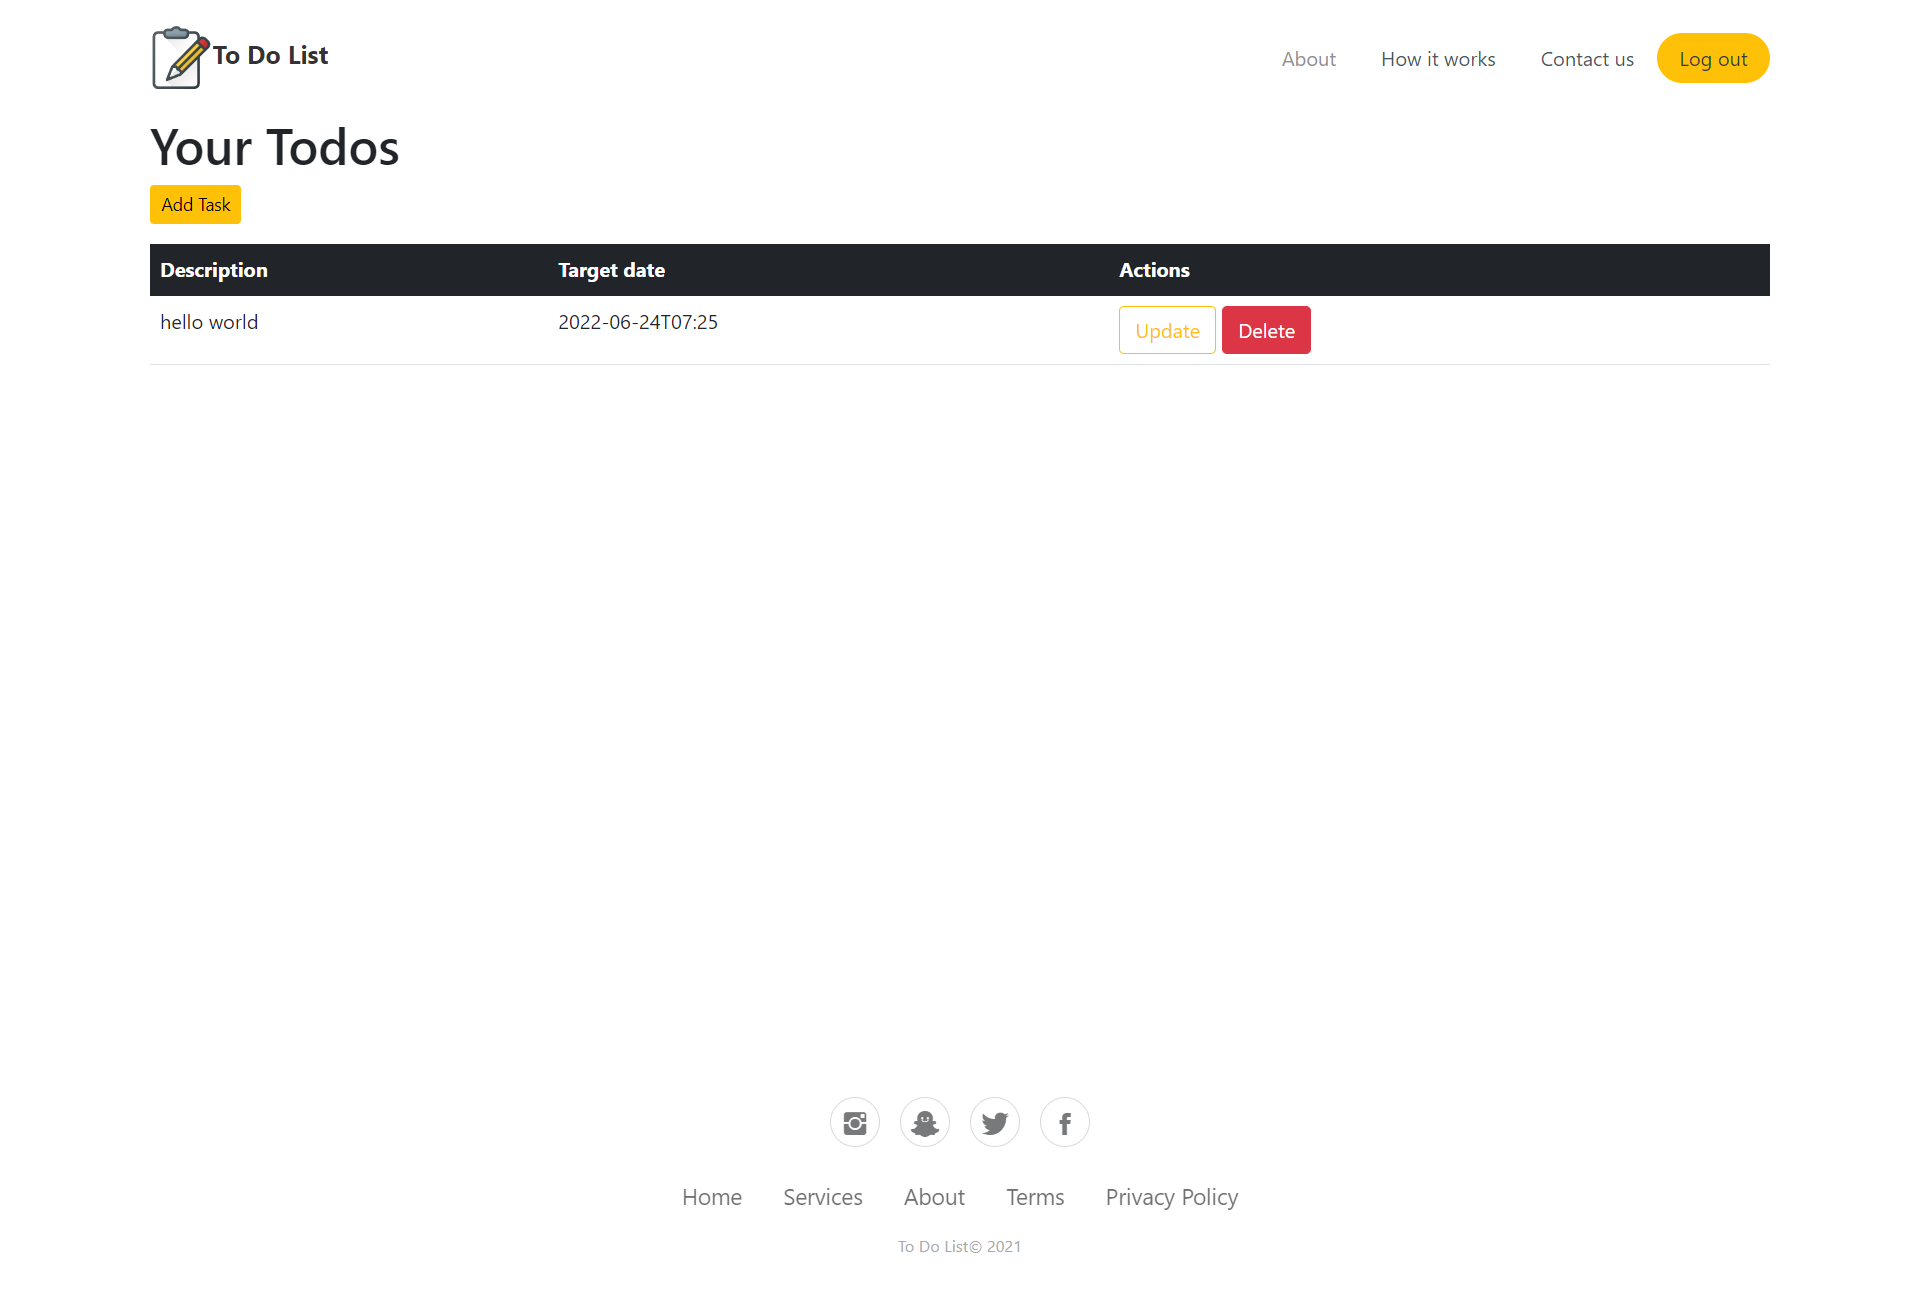 To Do List
About How it works Contact us Log out
Your Todos
Add Task
Description Target date Actions
hello world 2022-06-24T07:25 Update Delete
Home Services About Terms Privacy Policy
To Do List© 2021